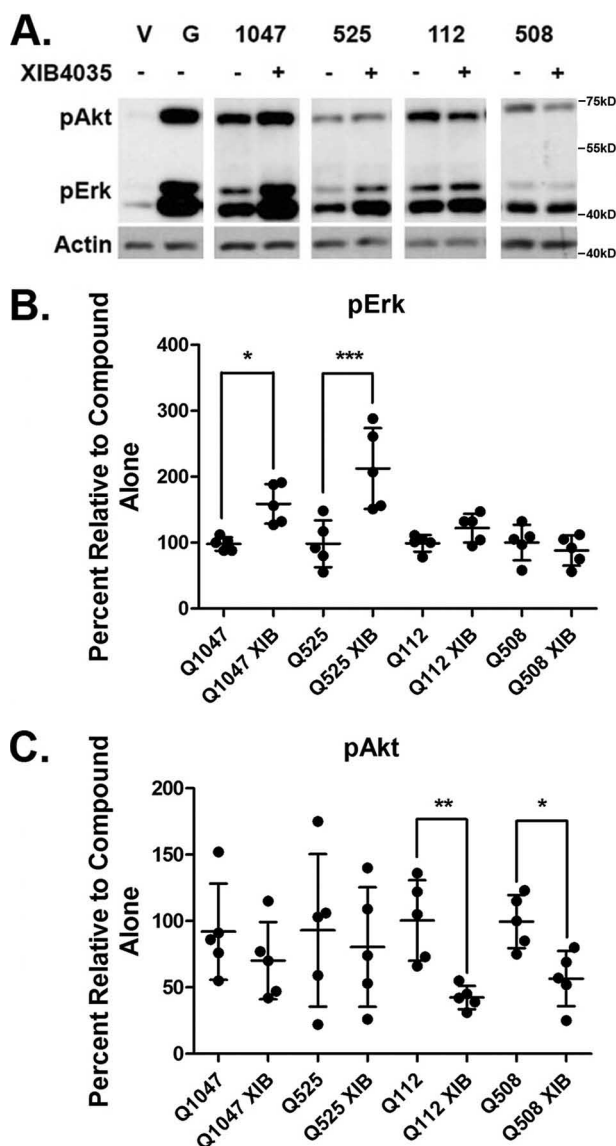 A.
V G 1047 525 112 508
XIB4035 - - - + - + - + - +
pAkt
-75kD
-55kD
pErk
-40kD
Actin
-40kD
B.
pErk
Percent Relative to Compound
Alone
400
300
200
100
0
* ***
Q1047 Q1047 XIB Q525 Q525 XIB Q112 Q112 XIB Q508 Q508 XIB
C.
pAkt
Percent Relative to Compound
Alone
200
150
100
50
0
** *
Q1047 Q1047 XIB Q525 Q525 XIB Q112 Q112 XIB Q508 Q508 XIB